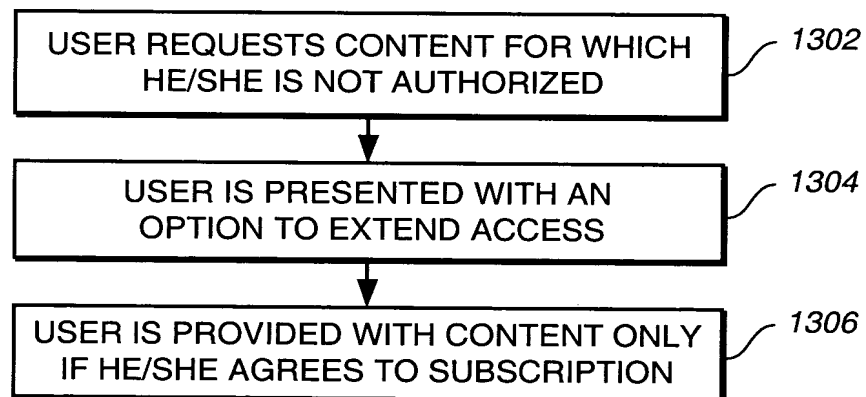 USER REQUESTS CONTENT FOR WHICH
HE/SHE IS NOT AUTHORIZED
1302
USER IS PRESENTED WITH AN
OPTION TO EXTEND ACCESS
1304
USER IS PROVIDED WITH CONTENT ONLY
IF HE/SHE AGREES TO SUBSCRIPTION
1306